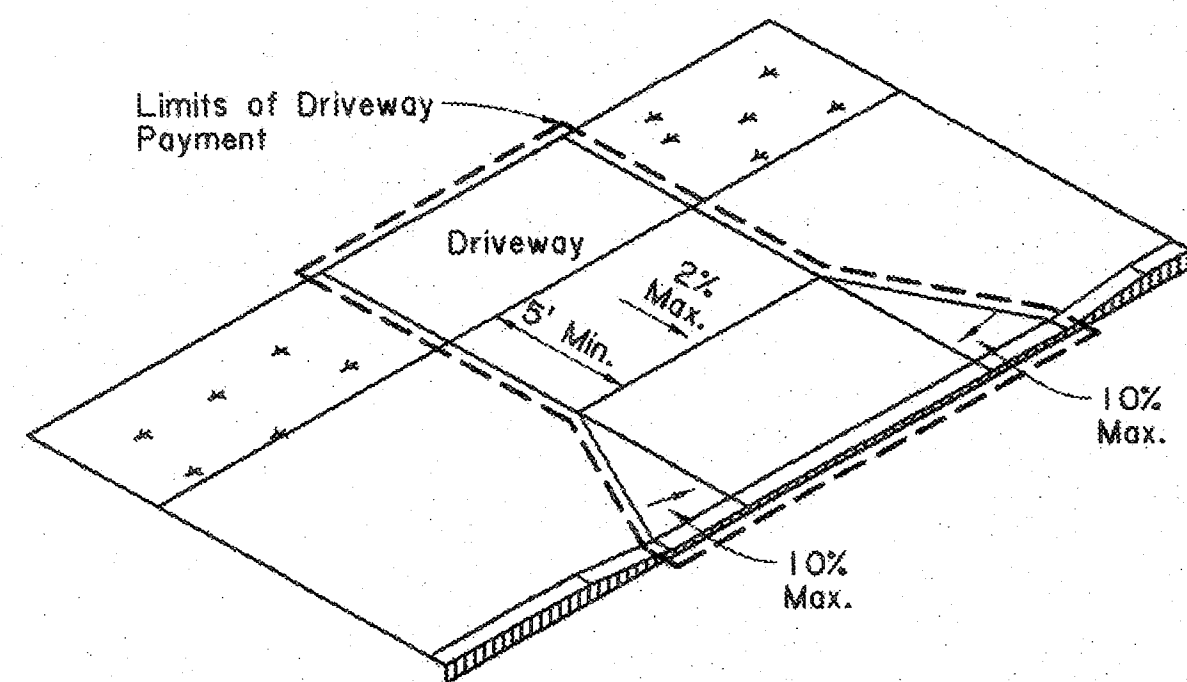 Limits of Driveway
Payment
Driveway
2%
Max.
5' Min.
10%
Max.
10%
Max.